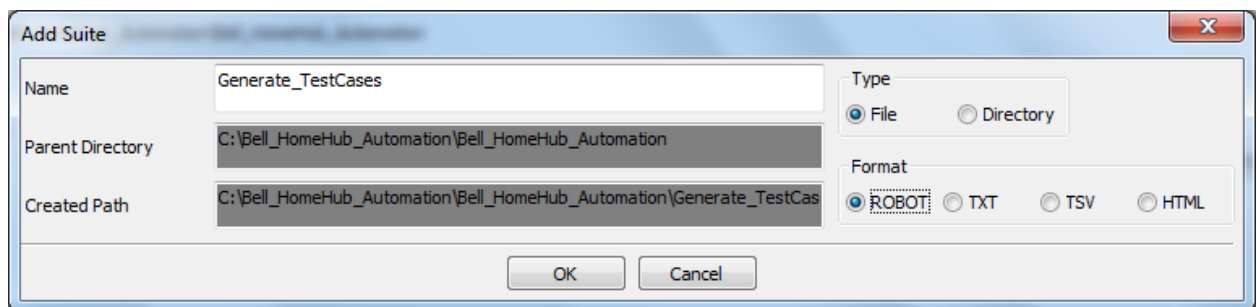 Add Suite
Name
Generate_TestCases
Parent Directory
C:\Bell_HomeHub_Automation\Bell_HomeHub_Automation
Created Path
C:\Bell_HomeHub_Automation\Bell_HomeHub_Automation\Generate_TestCas
Type
File Directory
Format
ROBOT TXT TSV HTML
OK Cancel